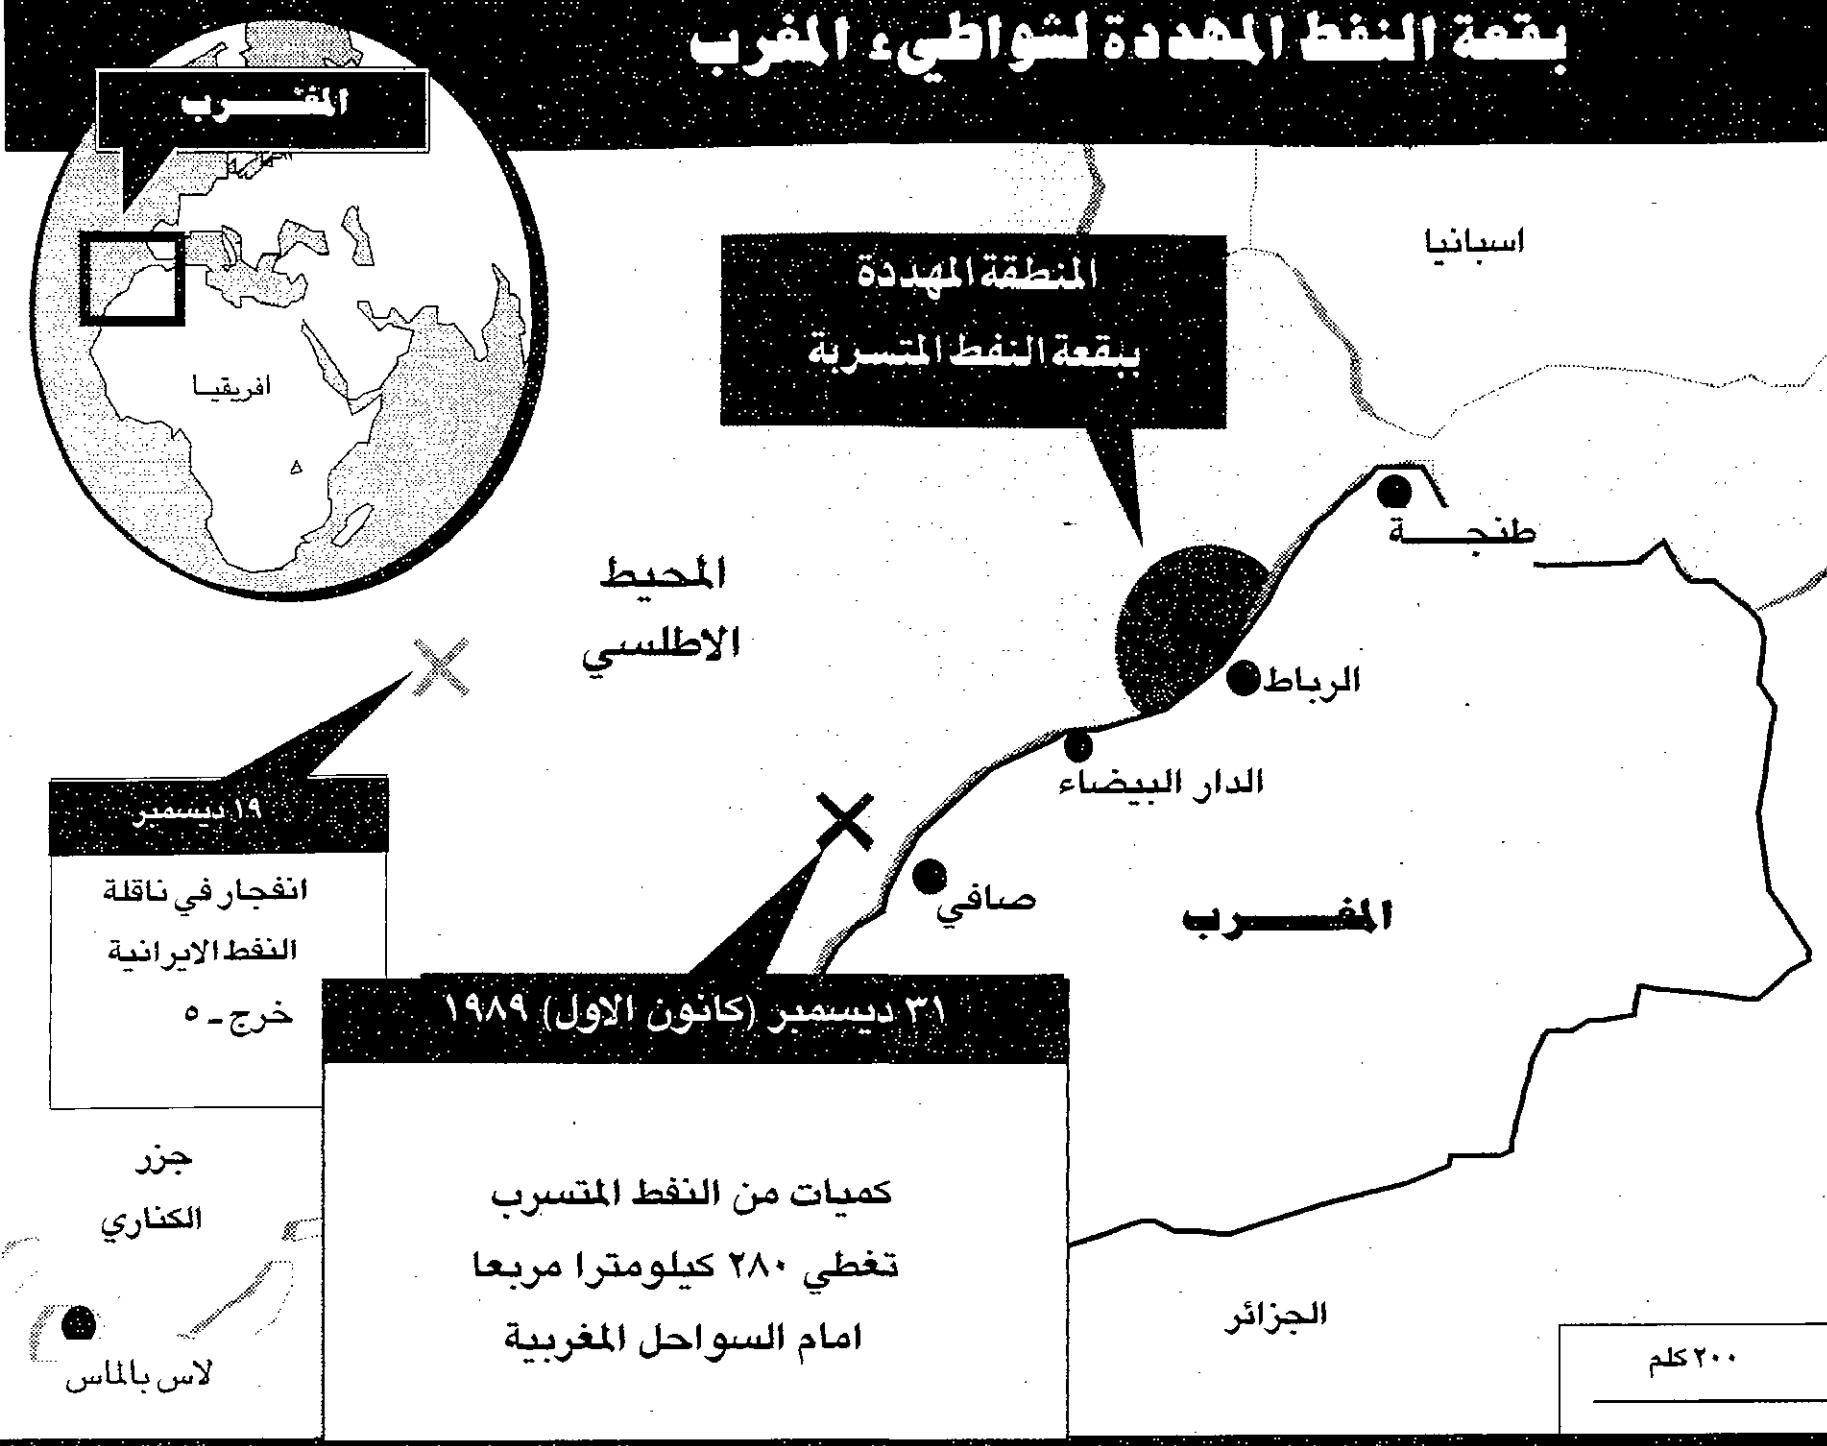 بقعة النفط المهددة لشواطيء المغرب
المغـــرب
افريقيـا
اسبانيا
المنطقة المهددة
ببقعة النفط المتسربة
طنجـــة
المحيط
الاطلسي
الرباط
الدار البيضاء
صافي
المغــــرب
١٩ ديسمبر
انفجار في ناقلة
النفط الايرانية
خرج - ٥
٣١ ديسمبر (كانون الاول) ١٩٨٩
كميات من النفط المتسرب
تغطي ٢٨٠ كيلومترا مربعا
امام السواحل المغربية
جزر
الكناري
لاس بالماس
الجزائر
٢٠٠ كلم